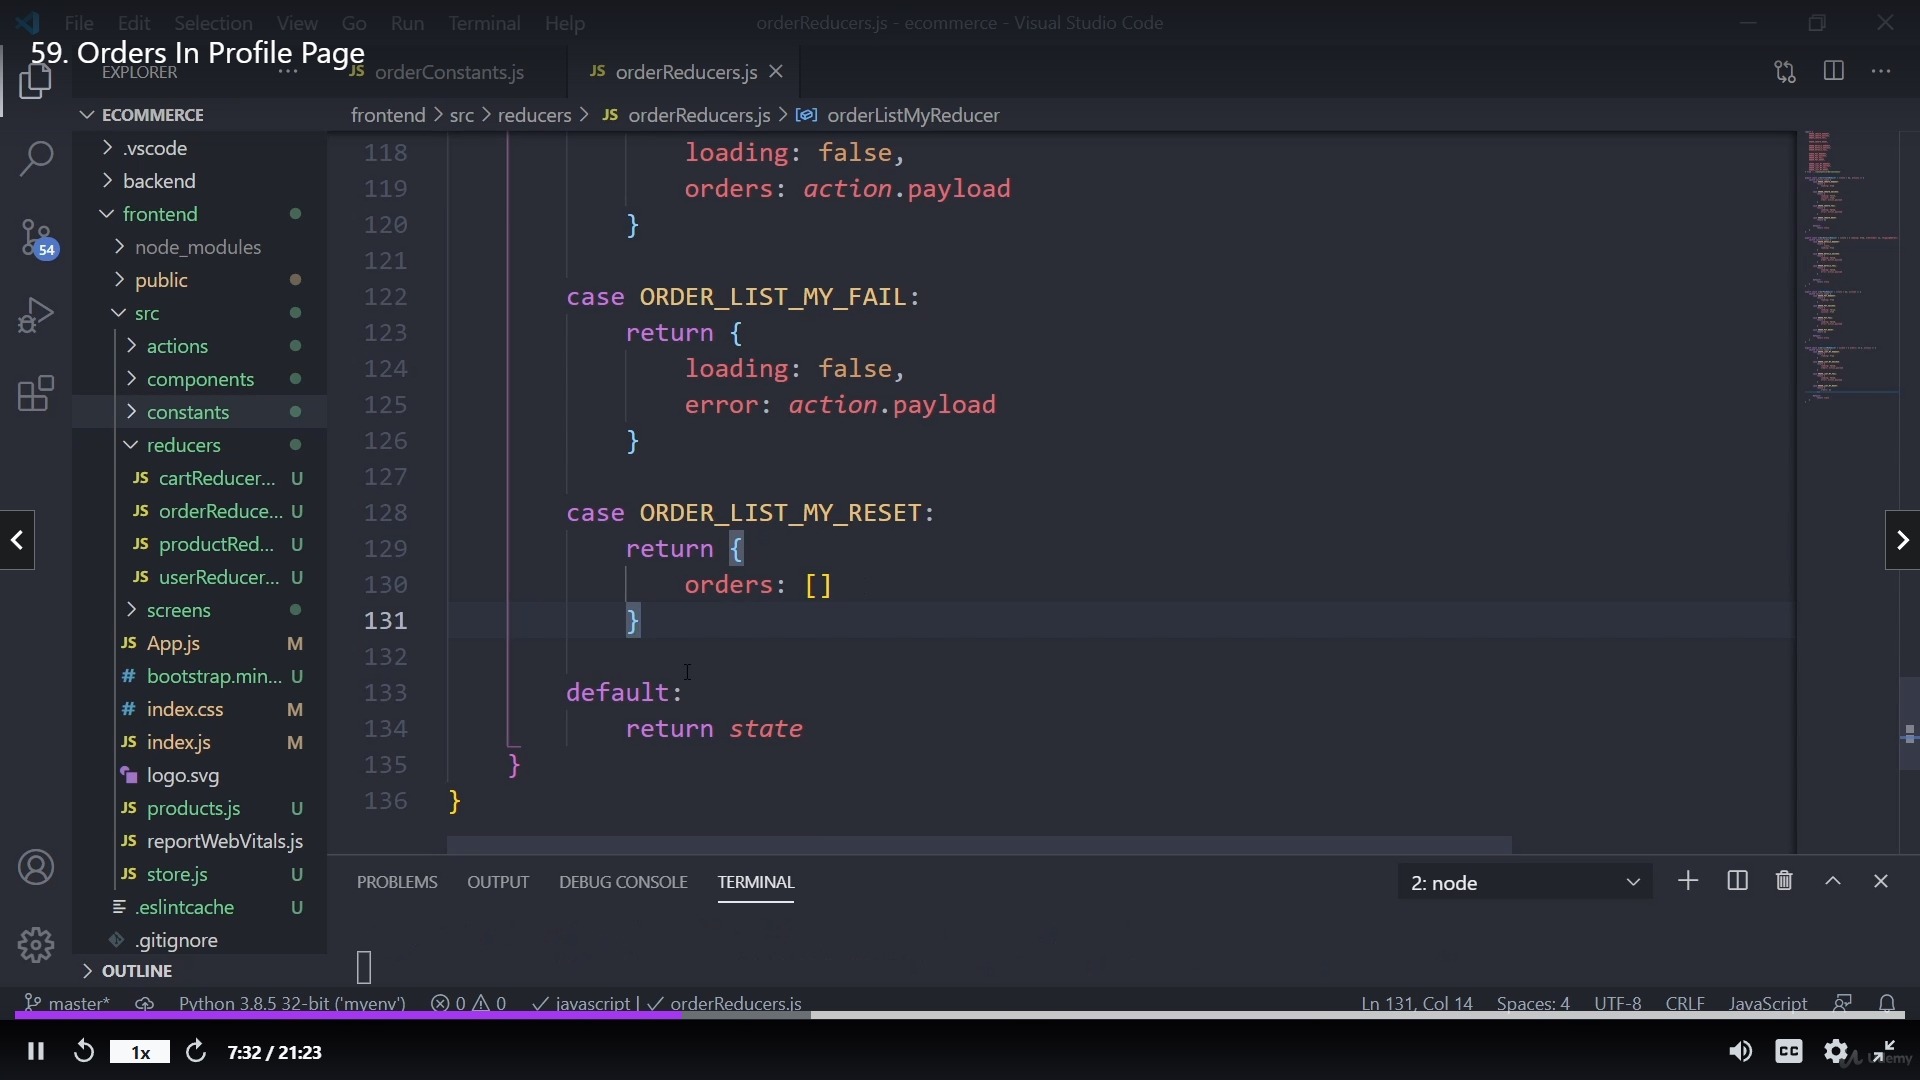 File Edit Selection View Go Run Terminal Help orderReducers.js - ecommerce - Visual Studio Code
59. Orders In Profile Page
EXPLORER ... JS orderConstants.js JS orderReducers.js
ECOMMERCE
frontend > src > reducers > JS orderReducers.js > orderListMyReducer
.vscode
backend
frontend
node_modules
public
src
actions
components
constants
reducers
JS cartReducer... U
JS orderReduce... U
JS productRed... U
JS userReducer... U
screens
JS App.js M
# bootstrap.min... U
# index.css M
JS index.js M
logo.svg
JS products.js U
JS reportWebVitals.js
JS store.js U
.eslintcache U
.gitignore
OUTLINE
54
118 loading: false,
119 orders: action.payload
120 }
121
122 case ORDER_LIST_MY_FAIL:
123 return {
124 loading: false,
125 error: action.payload
126 }
127
128 case ORDER_LIST_MY_RESET:
129 return {
130 orders: []
131 }
132
133 default:
134 return state
135 }
136 }
PROBLEMS OUTPUT DEBUG CONSOLE TERMINAL 2: node
master* Python 3.8.5 32-bit ('myenv') 0 0 javascript | orderReducers.js Ln 131, Col 14 Spaces: 4 UTF-8 CRLF JavaScript
1x 7:32 / 21:23 CC
Udemy